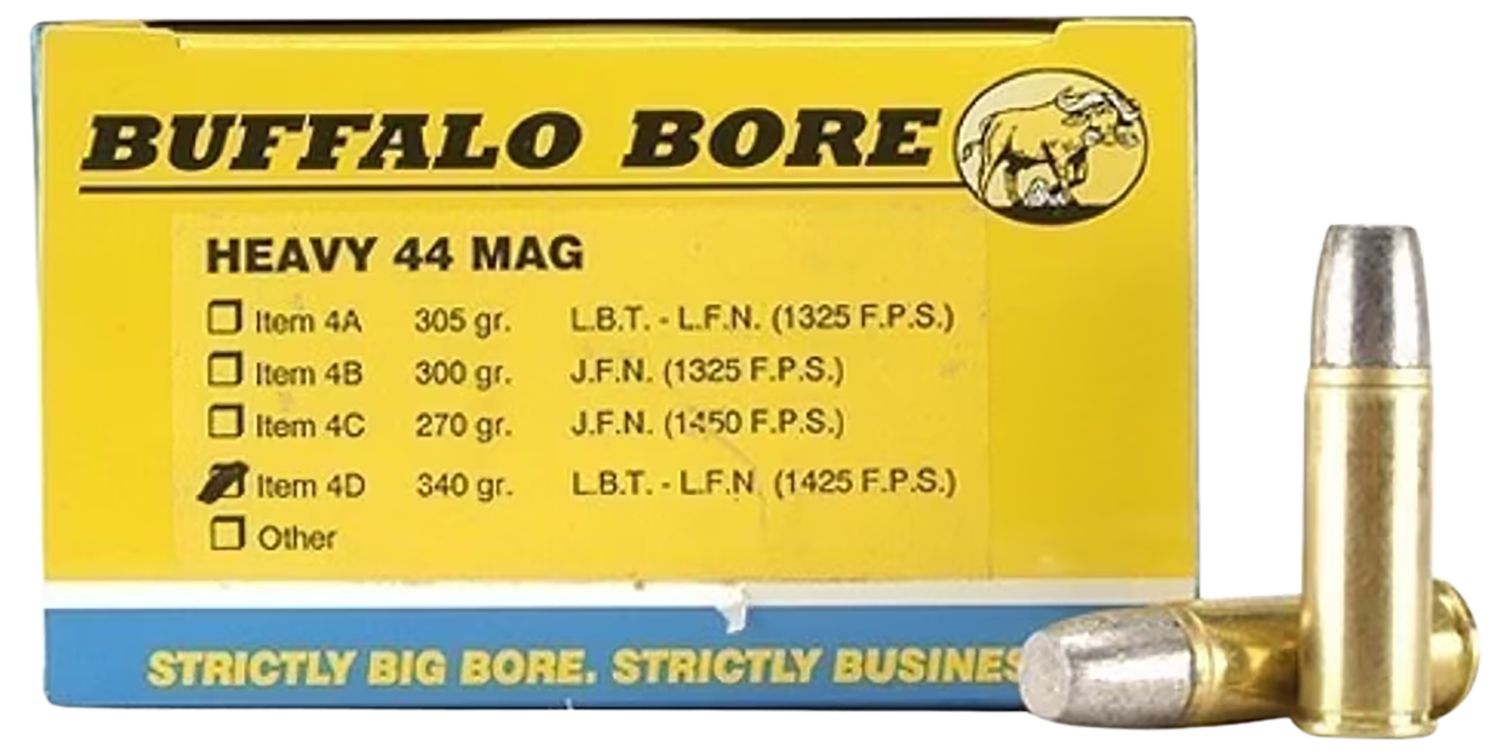 BUFFALO BORE
HEAVY 44 MAG
Item 4A 305 gr. L.B.T. - L.F.N. (1325 F.P.S.)
Item 4B 300 gr. J.F.N. (1325 F.P.S.)
Item 4C 270 gr. J.F.N. (1450 F.P.S.)
Item 4D 340 gr. L.B.T. - L.F.N. (1425 F.P.S.)
Other
STRICTLY BIG BORE. STRICTLY BUSINES